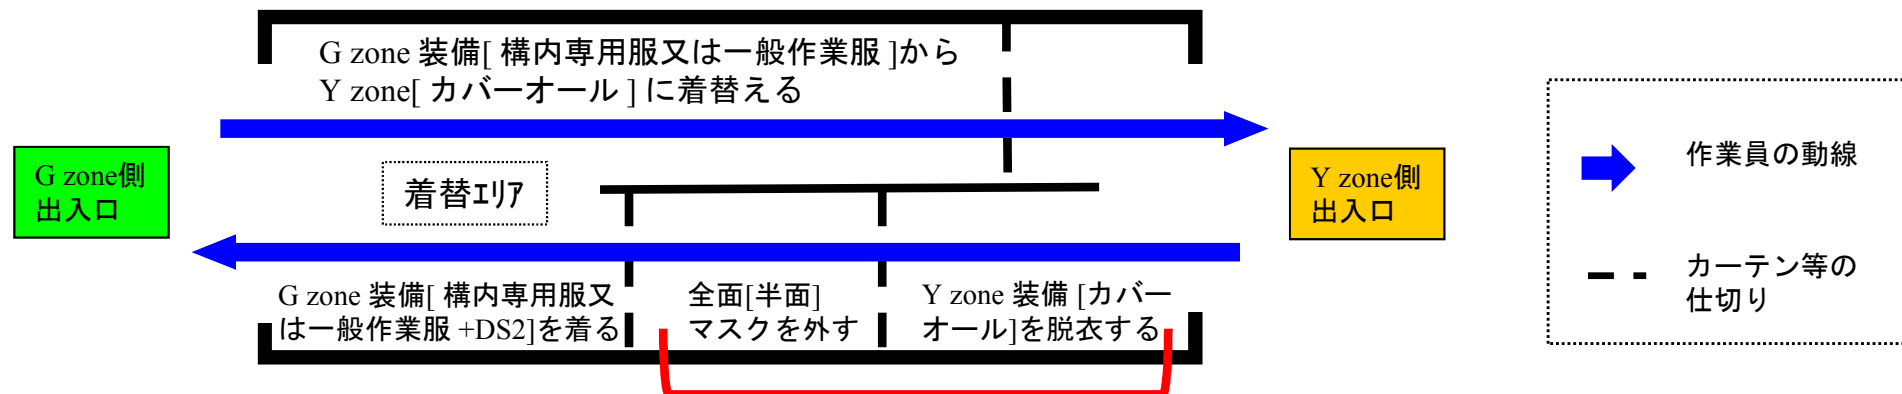 G zone 装備[ 構内専用服又は一般作業服 ]から
Y zone[ カバーオール ] に着替える
G zone側
出入口
着替ｴﾘｱ
Y zone側
出入口
G zone 装備[ 構内専用服又
は一般作業服 +DS2]を着る
全面[半面]
マスクを外す
Y zone 装備 [カバー
オール]を脱衣する
作業員の動線
カーテン等の
仕切り